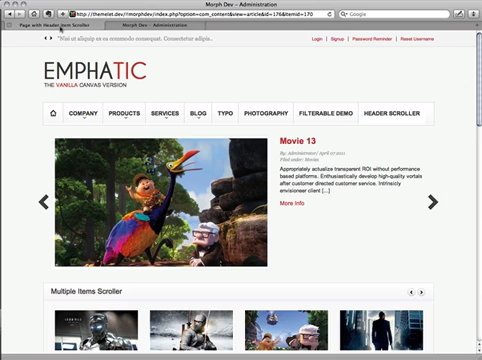 Morph Dev - Administration
http://themelet.dev/!morphdev/index.php?option=com_content&view=article&id=176&Itemid=170
Page with Header Item Scroller
Morph Dev - Administration
"Nisi ut aliquip ex ea commodo consequat. Consectetur adipis..
Login | Signup | Password Reminder | Reset Username
EMPHATIC
THE VANILLA CANVAS VERSION
COMPANY PRODUCTS SERVICES BLOG TYPO PHOTOGRAPHY FILTERABLE DEMO HEADER SCROLLER
Movie 13
By: Administrator/ April 07 2011
Filed under: Movies
Appropriately actualize transparent ROI without performance
based platforms. Enthusiastically develop high-quality vortals
after customer directed customer service. Intrinsicly
envisioneer client [...]
More Info
Multiple Items Scroller